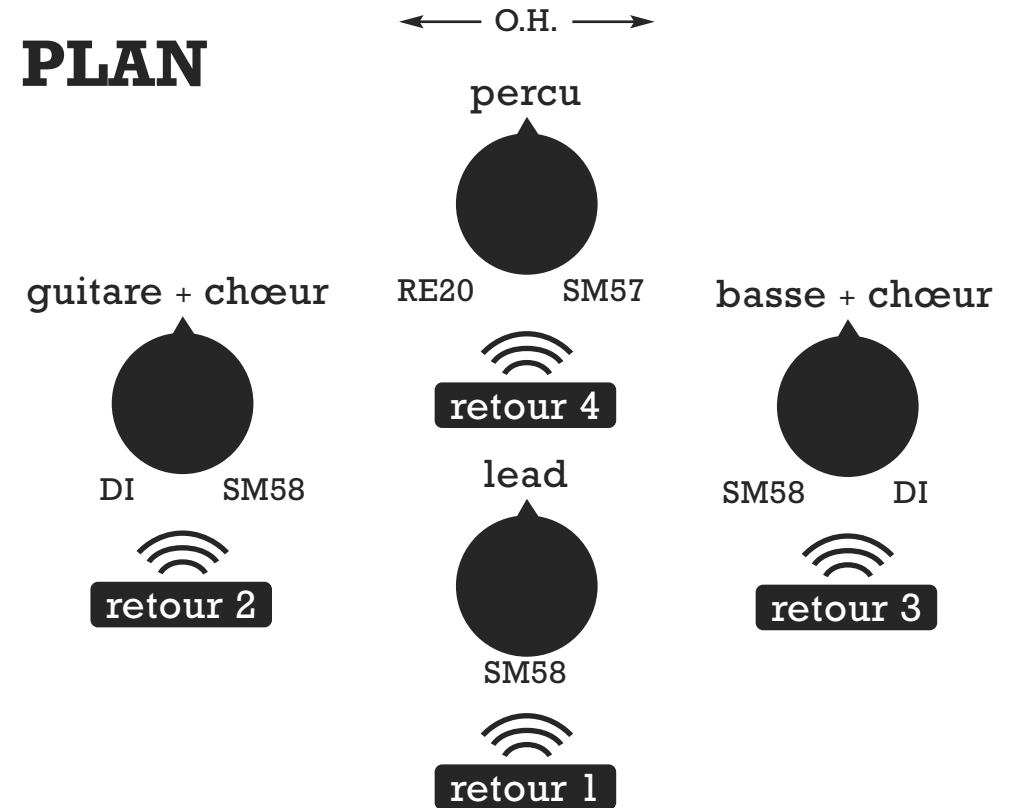 O.H.
PLAN
percu
RE20 SM57
retour 4
guitare + chœur
DI SM58
retour 2
basse + chœur
SM58 DI
retour 3
lead
SM58
retour 1